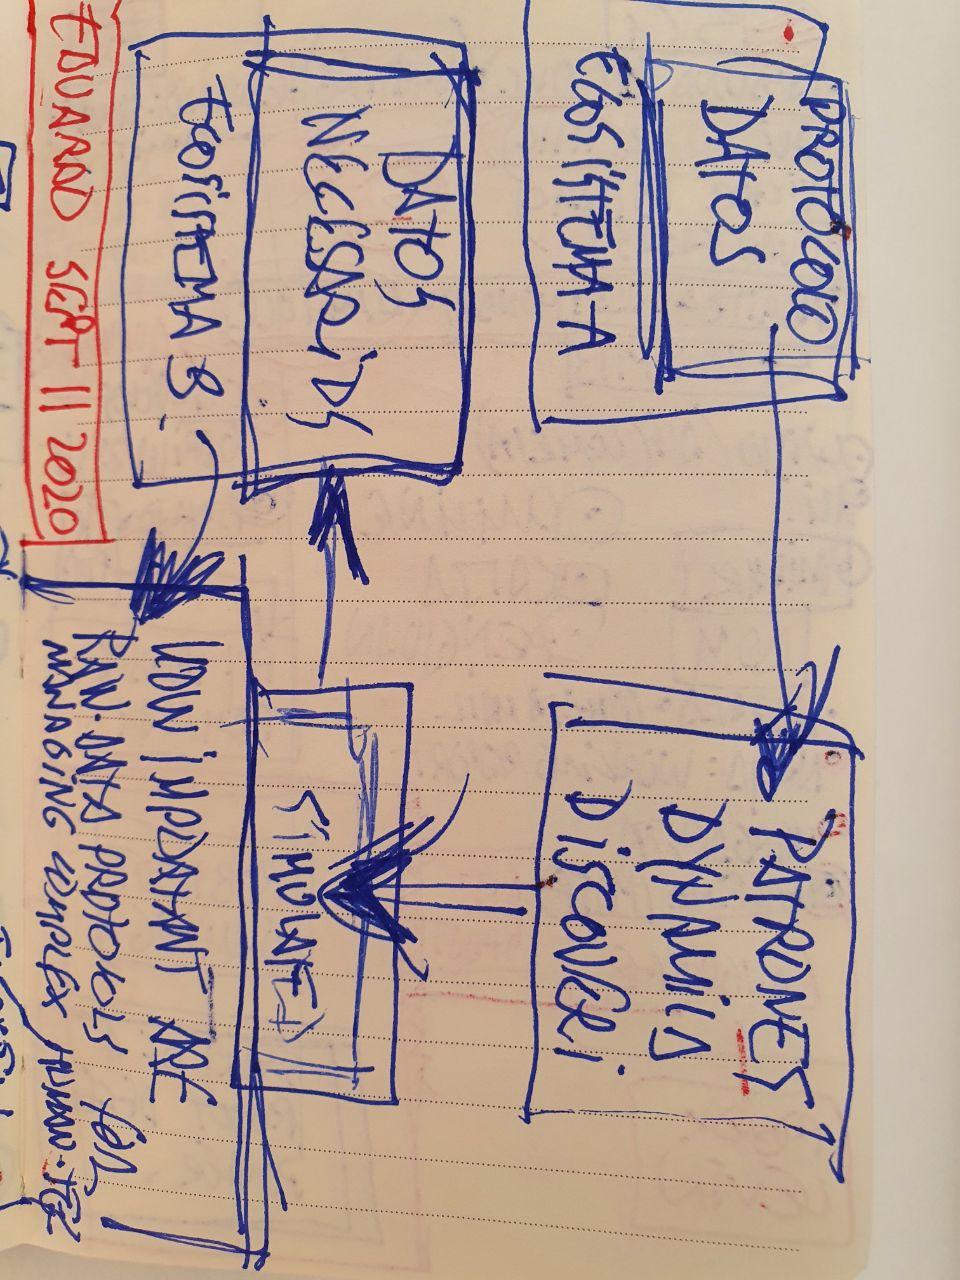 PROTOCOLO
DATOS
ECOSISTEMA A
PATRONES
DYNAMICS
DISCOVER.
DATOS
NECESARIOS
ECOSISTEMA B.
HOW IMPORTANT ARE
RAW-DATA PROTOCOLS FOR
MANAGING COMPLEX HUMAN-TEC
EDUARDO SEPT 11 2020